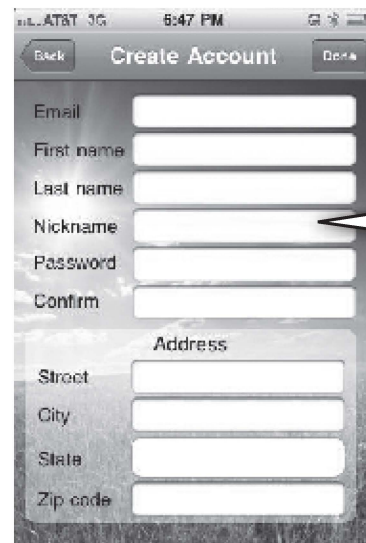 AT&T 3G 6:47 PM
Back Create Account Done
Email
First name
Last name
Nickname
Password
Confirm
Address
Street
City
State
Zip code